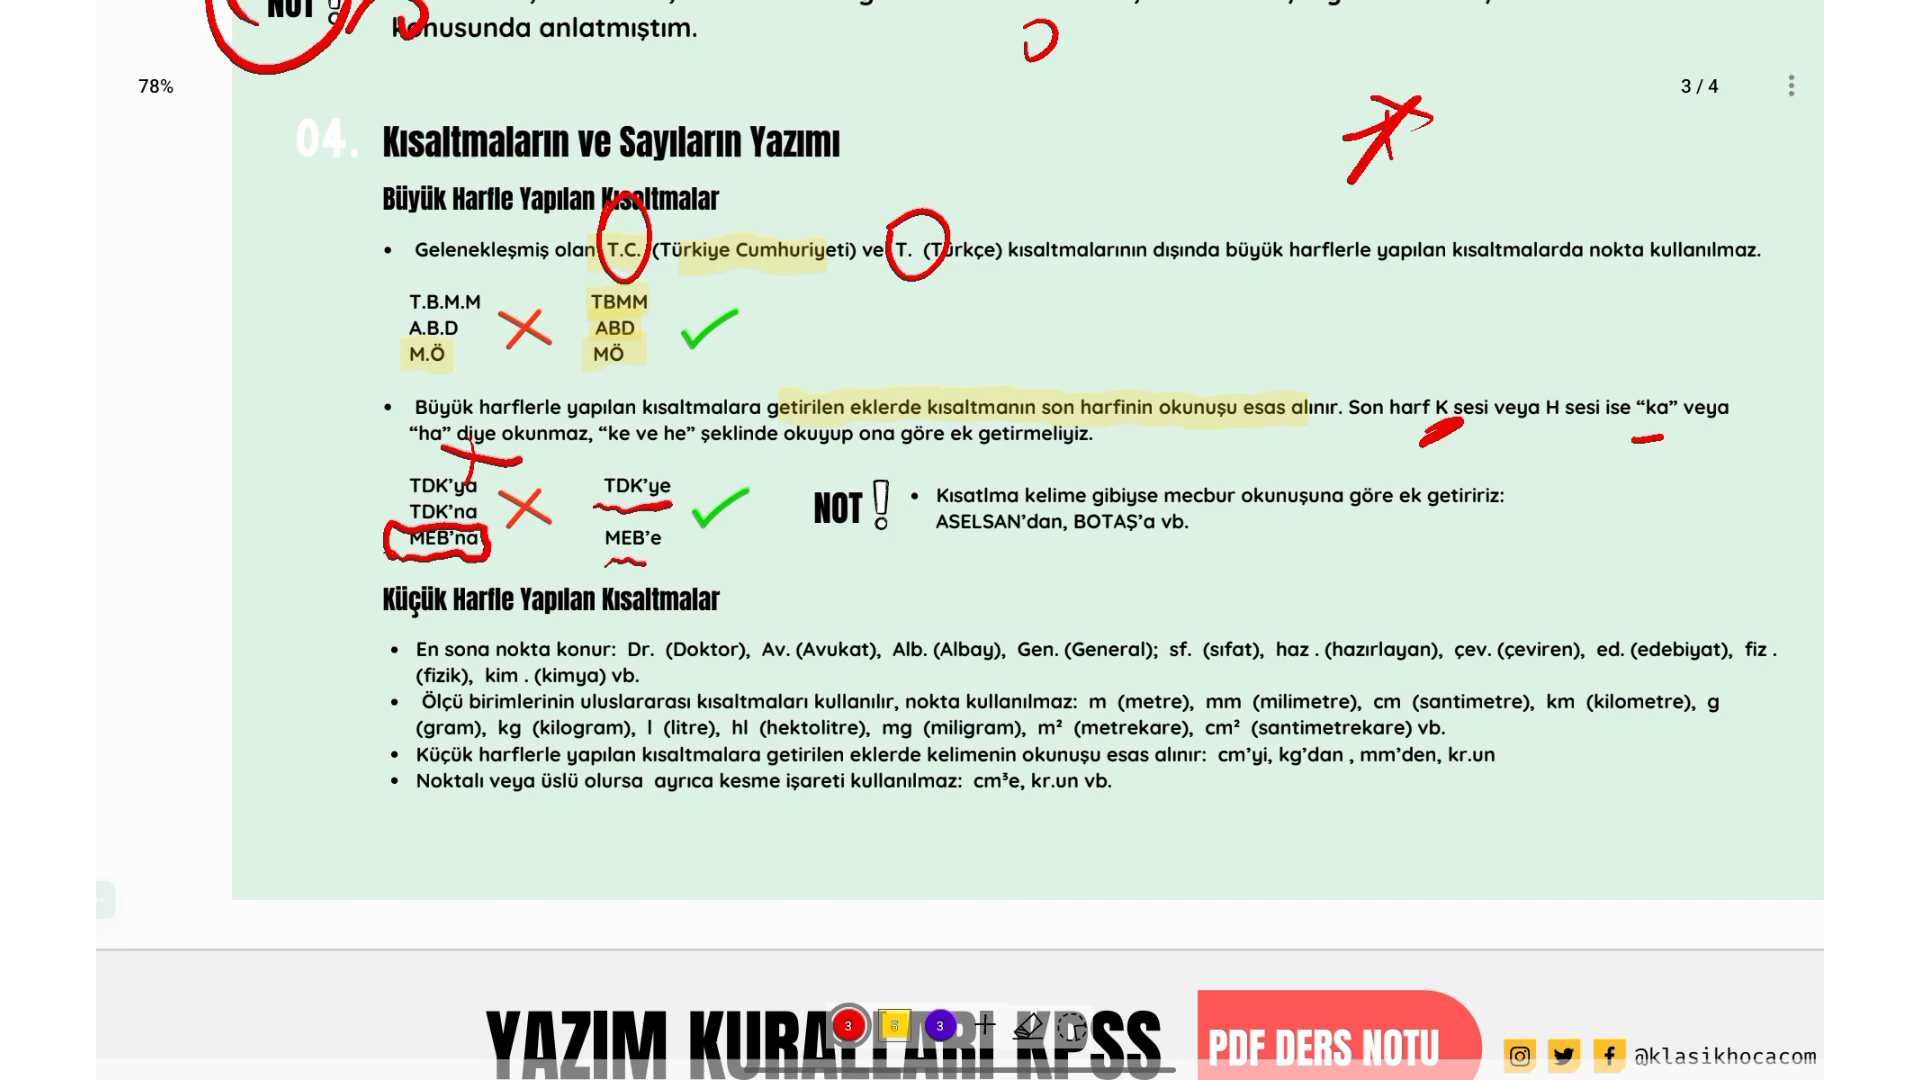 NOT
konusunda anlatmıştım.
78%
3 / 4
04. Kısaltmaların ve Sayıların Yazımı
Büyük Harfle Yapılan Kısaltmalar
• Gelenekleşmiş olan T.C. (Türkiye Cumhuriyeti) ve T. (Türkçe) kısaltmalarının dışında büyük harflerle yapılan kısaltmalarda nokta kullanılmaz.
T.B.M.M TBMM
A.B.D ABD
M.Ö MÖ
• Büyük harflerle yapılan kısaltmalara getirilen eklerde kısaltmanın son harfinin okunuşu esas alınır. Son harf K sesi veya H sesi ise “ka” veya
“ha” diye okunmaz, “ke ve he” şeklinde okuyup ona göre ek getirmeliyiz.
TDK’ya TDK’ye
TDK’na
MEB’na MEB’e
NOT! • Kısatlma kelime gibiyse mecbur okunuşuna göre ek getiririz:
ASELSAN’dan, BOTAŞ’a vb.
Küçük Harfle Yapılan Kısaltmalar
• En sona nokta konur: Dr. (Doktor), Av. (Avukat), Alb. (Albay), Gen. (General); sf. (sıfat), haz . (hazırlayan), çev. (çeviren), ed. (edebiyat), fiz .
(fizik), kim . (kimya) vb.
• Ölçü birimlerinin uluslararası kısaltmaları kullanılır, nokta kullanılmaz: m (metre), mm (milimetre), cm (santimetre), km (kilometre), g
(gram), kg (kilogram), l (litre), hl (hektolitre), mg (miligram), m² (metrekare), cm² (santimetrekare) vb.
• Küçük harflerle yapılan kısaltmalara getirilen eklerde kelimenin okunuşu esas alınır: cm’yi, kg’dan , mm’den, kr.un
• Noktalı veya üslü olursa ayrıca kesme işareti kullanılmaz: cm³e, kr.un vb.
3 5 3
YAZIM KURALLARI KPSS
PDF DERS NOTU
@klasikhocacom